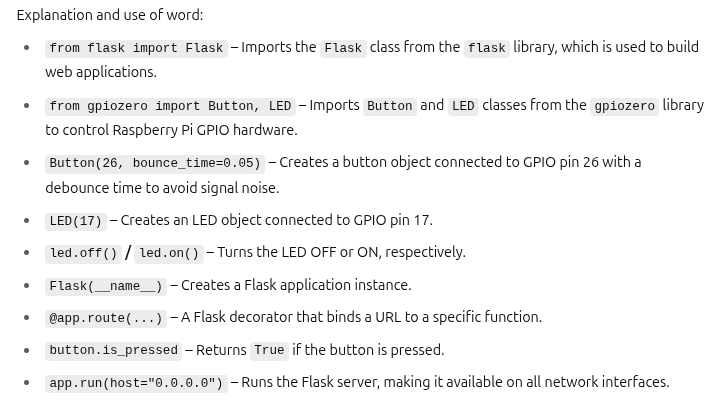 Explanation and use of word:
from flask import Flask – Imports the Flask class from the flask library, which is used to build
web applications.
from gpiozero import Button, LED – Imports Button and LED classes from the gpiozero library
to control Raspberry Pi GPIO hardware.
Button(26, bounce_time=0.05) – Creates a button object connected to GPIO pin 26 with a
debounce time to avoid signal noise.
LED(17) – Creates an LED object connected to GPIO pin 17.
led.off() / led.on() – Turns the LED OFF or ON, respectively.
Flask(__name__) – Creates a Flask application instance.
@app.route(...) – A Flask decorator that binds a URL to a specific function.
button.is_pressed – Returns True if the button is pressed.
app.run(host="0.0.0.0") – Runs the Flask server, making it available on all network interfaces.